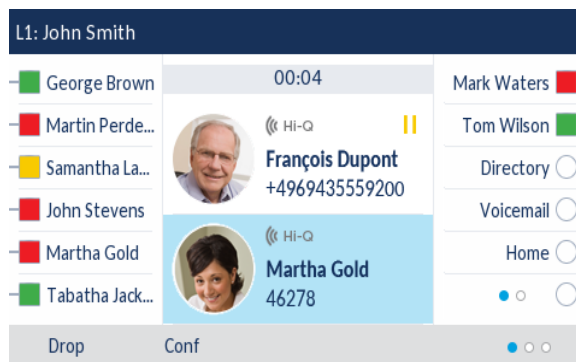 L1: John Smith
George Brown
Martin Perde...
Samantha La...
John Stevens
Martha Gold
Tabatha Jack...
00:04
Hi-Q
François Dupont
+4969435559200
Hi-Q
Martha Gold
46278
Mark Waters
Tom Wilson
Directory
Voicemail
Home
Drop
Conf